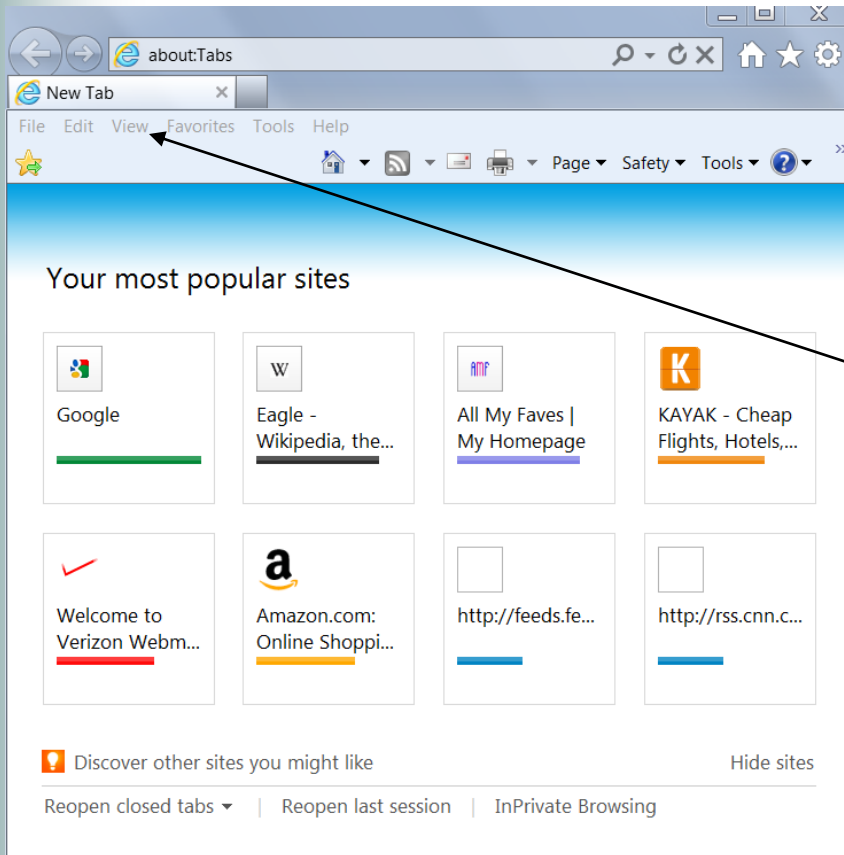 about:Tabs
New Tab
File Edit View Favorites Tools Help
Page Safety Tools
Your most popular sites
Google
Eagle -
Wikipedia, the...
All My Faves |
My Homepage
KAYAK - Cheap
Flights, Hotels,...
Welcome to
Verizon Webm...
Amazon.com:
Online Shoppi...
http://feeds.fe...
http://rss.cnn.c...
Discover other sites you might like Hide sites
Reopen closed tabs | Reopen last session | InPrivate Browsing